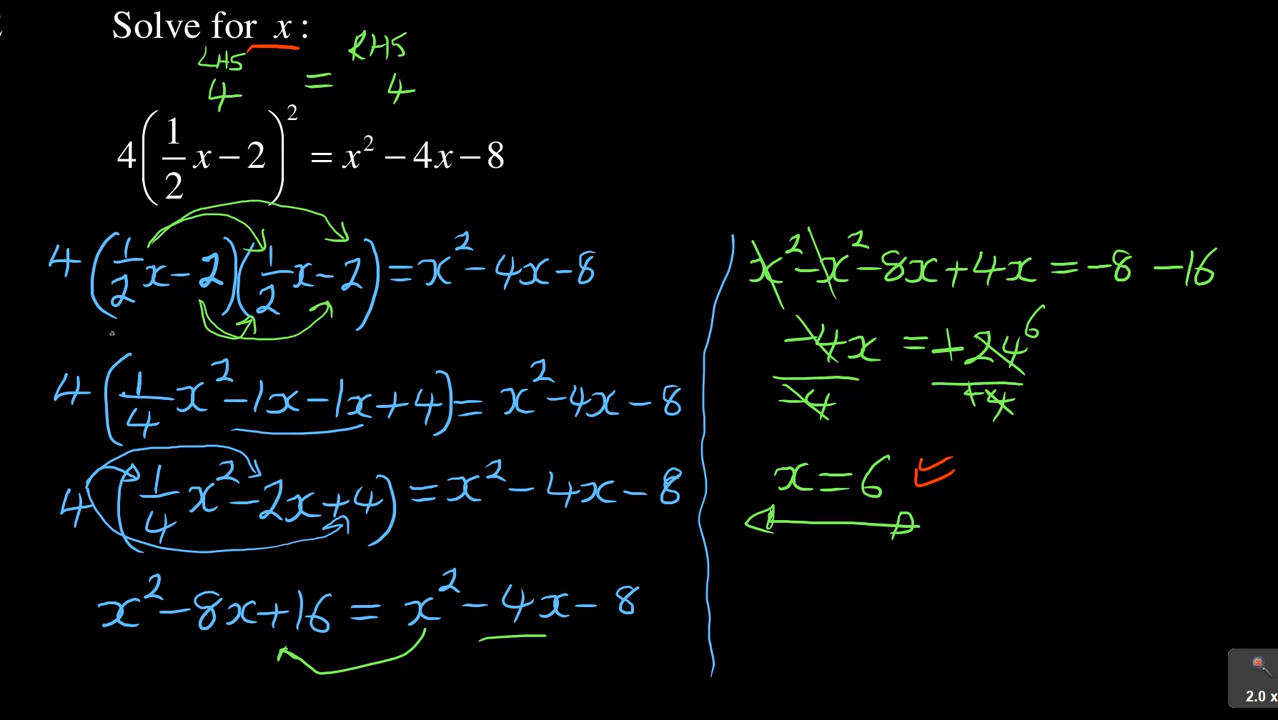 Solve for x :
LHS RHS
4 = 4
4(1/2 x − 2)² = x² − 4x − 8
4(1/2 x − 2)(1/2 x − 2) = x² − 4x − 8
4(1/4 x² − 1x − 1x + 4) = x² − 4x − 8
4(1/4 x² − 2x + 4) = x² − 4x − 8
x² − 8x + 16 = x² − 4x − 8
x² − x² − 8x + 4x = −8 − 16
−4x = +24 6
−4 +4
x = 6
2.0 x